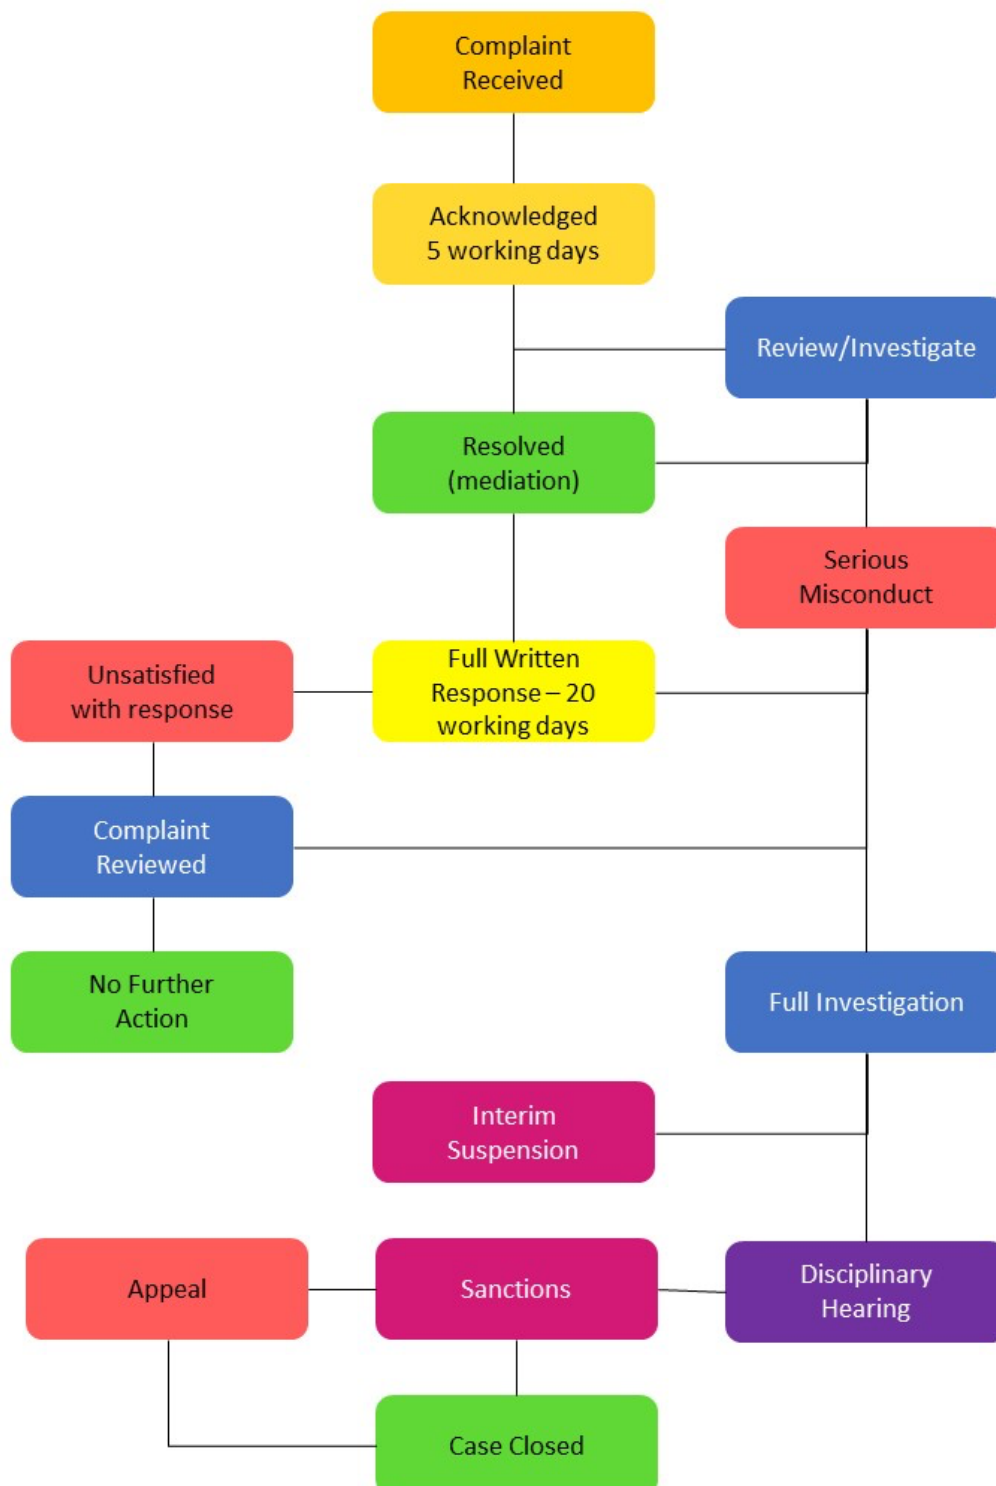 Complaint
Received
Acknowledged
5 working days
Review/Investigate
Resolved
(mediation)
Serious
Misconduct
Unsatisfied
with response
Full Written
Response – 20
working days
Complaint
Reviewed
No Further
Action
Full Investigation
Interim
Suspension
Appeal
Sanctions
Disciplinary
Hearing
Case Closed